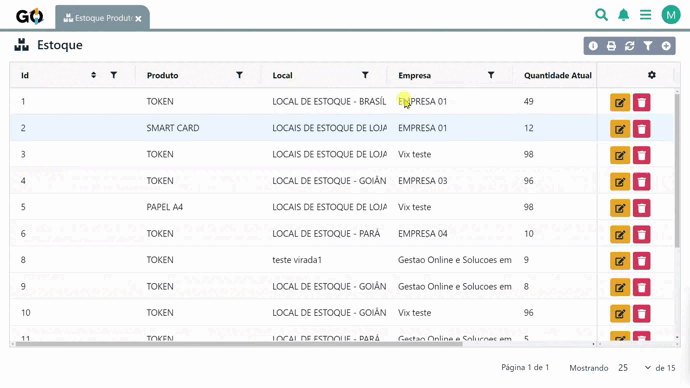 GO Estoque Produto M
Estoque
Id Produto Local Empresa Quantidade Atual
1 TOKEN LOCAL DE ESTOQUE - BRASÍL EMPRESA 01 49
2 SMART CARD LOCAIS DE ESTOQUE DE LOJA EMPRESA 01 12
3 TOKEN LOCAIS DE ESTOQUE DE LOJA Vix teste 98
4 TOKEN LOCAL DE ESTOQUE - GOIÂN EMPRESA 03 96
5 PAPEL A4 LOCAIS DE ESTOQUE DE LOJA Vix teste 98
6 TOKEN LOCAL DE ESTOQUE - PARÁ EMPRESA 04 10
8 TOKEN teste virada1 Gestao Online e Solucoes em 9
9 TOKEN LOCAL DE ESTOQUE - GOIÂN Gestao Online e Solucoes em 8
10 TOKEN LOCAL DE ESTOQUE - GOIÂN Vix teste 96
11 TOKEN LOCAL DE ESTOQUE - PARÁ Gestao Online e Solucoes em 5
Página 1 de 1 Mostrando 25 de 15